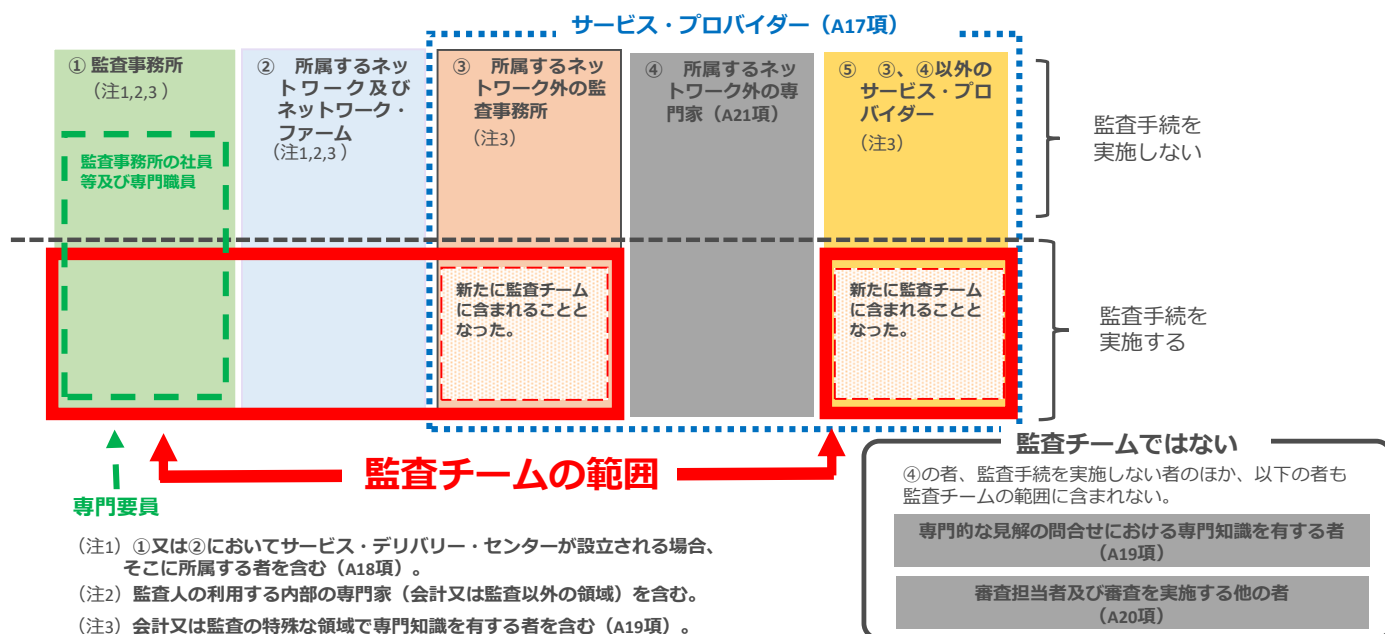 サービス・プロバイダー（A17項）
① 監査事務所
（注1,2,3 ）
監査事務所の社員
等及び専門職員
② 所属するネッ
トワーク及び
ネットワーク・
ファーム
（注1,2,3 ）
③ 所属するネッ
トワーク外の監
査事務所
（注3）
④ 所属するネッ
トワーク外の専
門家（A21項）
⑤ ③、④以外の
サービス・プロ
バイダー
（注3）
監査手続を
実施しない
新たに監査チーム
に含まれることと
なった。
新たに監査チーム
に含まれることと
なった。
監査手続を
実施する
監査チームの範囲
専門要員
（注1）①又は②においてサービス・デリバリー・センターが設立される場合、
そこに所属する者を含む（A18項）。
（注2）監査人の利用する内部の専門家（会計又は監査以外の領域）を含む。
（注3）会計又は監査の特殊な領域で専門知識を有する者を含む（A19項）。
監査チームではない
④の者、監査手続を実施しない者のほか、以下の者も
監査チームの範囲に含まれない。
専門的な見解の問合せにおける専門知識を有する者
（A19項）
審査担当者及び審査を実施する他の者
（A20項）